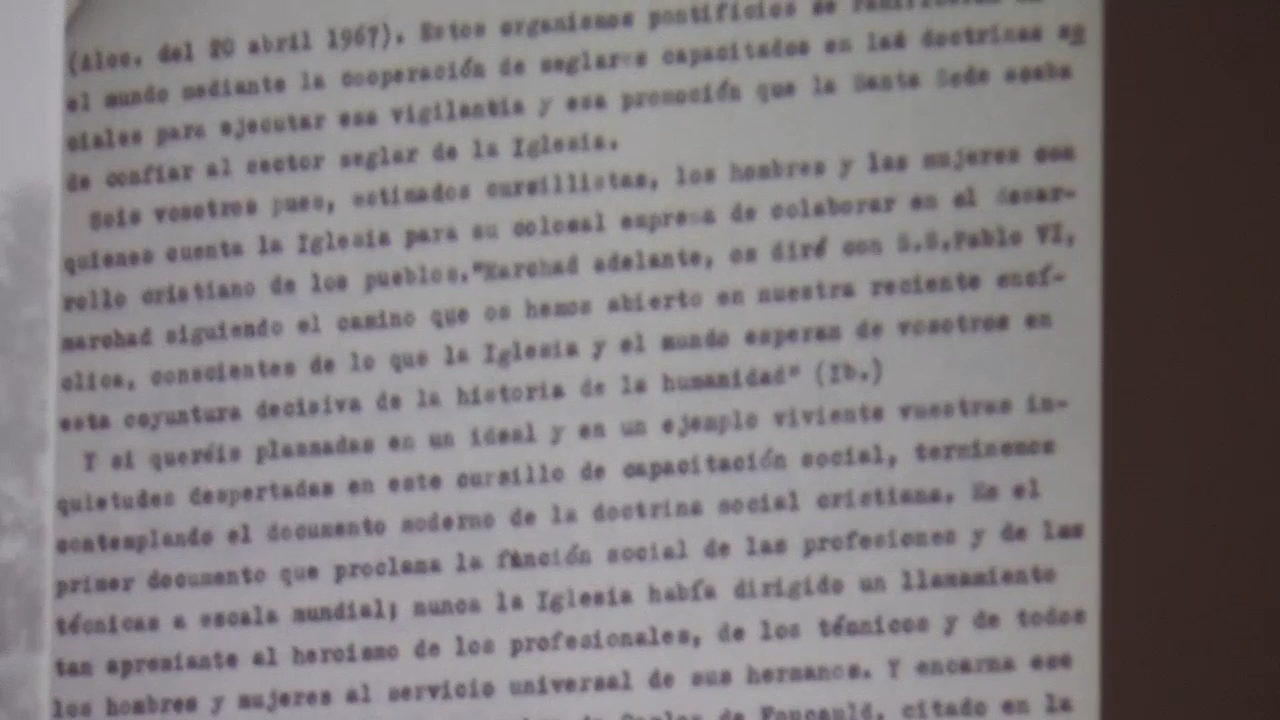 (Aloc. del 20 abril 1967). Estos organismos pontificios se
el mundo mediante la cooperación de seglares capacitados en las doctrinas so
ciales para ejecutar esa vigilantia y esa promoción que la Santa Sede acaba
de confiar al sector seglar de la Iglesia.
Sois vosotros pues, estimados cursillistas, los hombres y las mujeres con
quienes cuenta la Iglesia para su colosal empresa de colaborar en el desar-
rollo cristiano de los pueblos."Marchad adelante, os diré con S.S.Pablo VI,
marchad siguiendo el camino que os hemos abierto en nuestra reciente encí-
clica, conscientes de lo que la Iglesia y el mundo esperan de vosotros en
esta coyuntura decisiva de la historia de la humanidad" (Ib.)
Y si queréis plasmadas en un ideal y en un ejemplo viviente vuestras in-
quietudes despertadas en este cursillo de capacitación social, terminemos
contemplando el documento moderno de la doctrina social cristiana. Es el
primer documento que proclama la función social de las profesiones y de las
técnicas a escala mundial; nunca la Iglesia había dirigido un llamamiento
tan apremiante al heroismo de los profesionales, de los técnicos y de todos
los hombres y mujeres al servicio universal de sus hermanos. Y encarna ese
de Carlos de Foucauld, citado en la